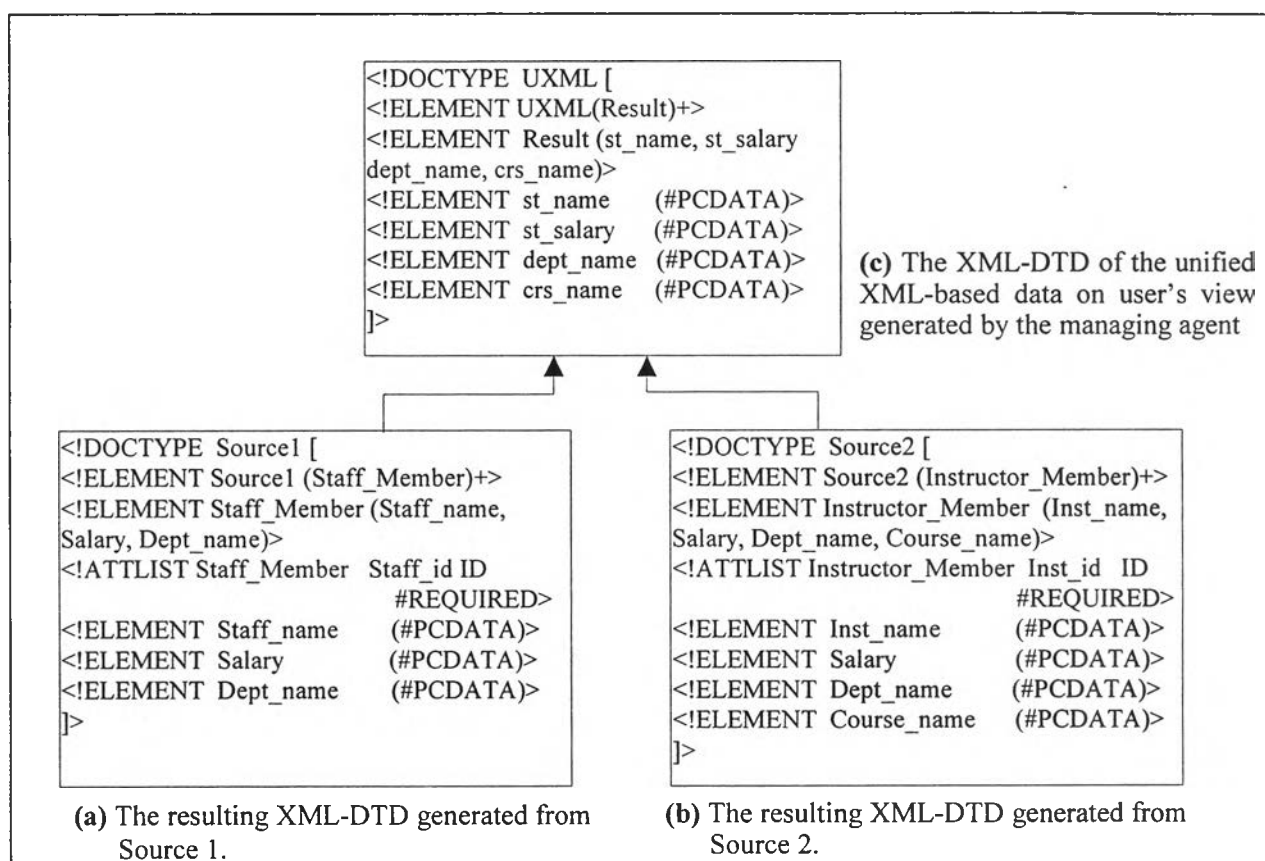 <!DOCTYPE UXML [
<!ELEMENT UXML(Result)+>
<!ELEMENT Result (st_name, st_salary
dept_name, crs_name)>
<!ELEMENT st_name (#PCDATA)>
<!ELEMENT st_salary (#PCDATA)>
<!ELEMENT dept_name (#PCDATA)>
<!ELEMENT crs_name (#PCDATA)>
]>
(c) The XML-DTD of the unified
XML-based data on user's view
generated by the managing agent
<!DOCTYPE Source1 [
<!ELEMENT Source1 (Staff_Member)+>
<!ELEMENT Staff_Member (Staff_name,
Salary, Dept_name)>
<!ATTLIST Staff_Member Staff_id ID
#REQUIRED>
<!ELEMENT Staff_name (#PCDATA)>
<!ELEMENT Salary (#PCDATA)>
<!ELEMENT Dept_name (#PCDATA)>
]>
(a) The resulting XML-DTD generated from
Source 1.
<!DOCTYPE Source2 [
<!ELEMENT Source2 (Instructor_Member)+>
<!ELEMENT Instructor_Member (Inst_name,
Salary, Dept_name, Course_name)>
<!ATTLIST Instructor_Member Inst_id ID
#REQUIRED>
<!ELEMENT Inst_name (#PCDATA)>
<!ELEMENT Salary (#PCDATA)>
<!ELEMENT Dept_name (#PCDATA)>
<!ELEMENT Course_name (#PCDATA)>
]>
(b) The resulting XML-DTD generated from
Source 2.